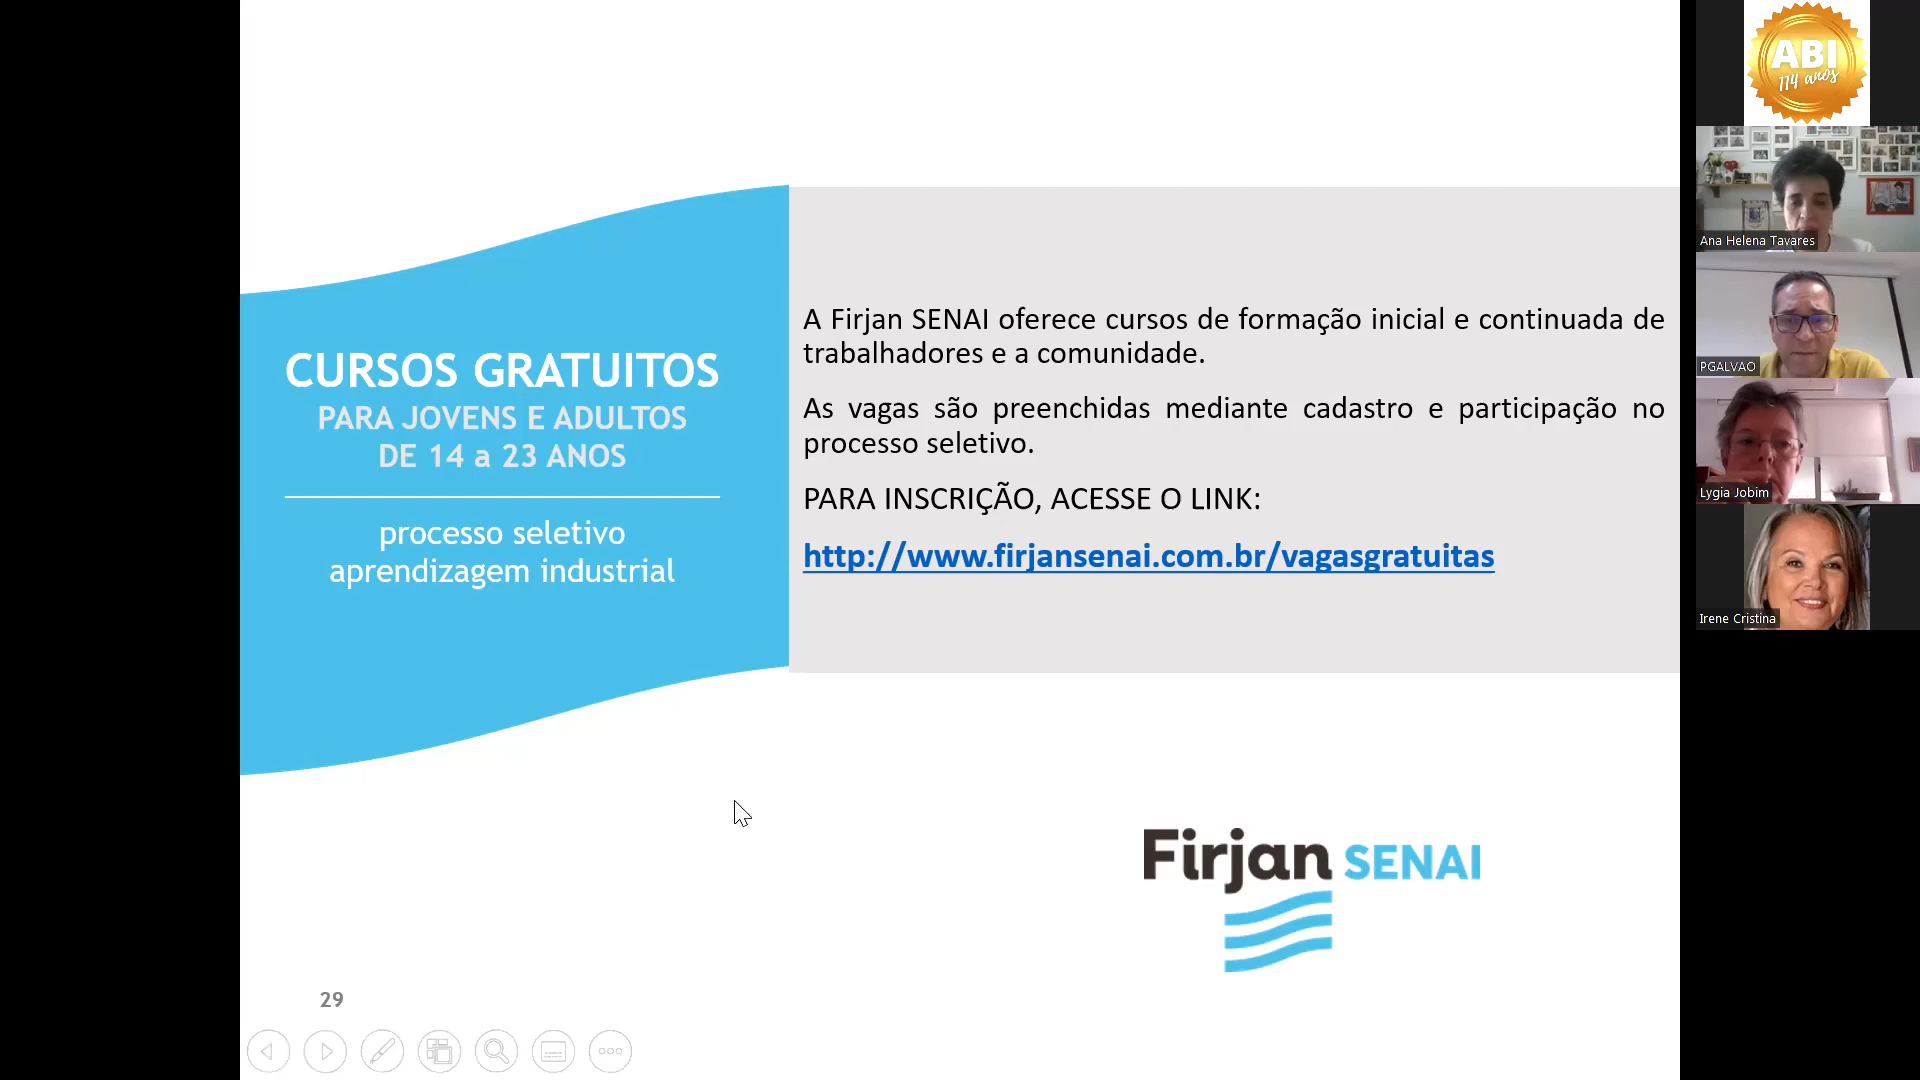 CURSOS GRATUITOS
PARA JOVENS E ADULTOS
DE 14 a 23 ANOS
processo seletivo
aprendizagem industrial
A Firjan SENAI oferece cursos de formação inicial e continuada de
trabalhadores e a comunidade.
As vagas são preenchidas mediante cadastro e participação no
processo seletivo.
PARA INSCRIÇÃO, ACESSE O LINK:
http://www.firjansenai.com.br/vagasgratuitas
Firjan SENAI
29
ABI
114 anos
Ana Helena Tavares
PGALVAO
Lygia Jobim
Irene Cristina